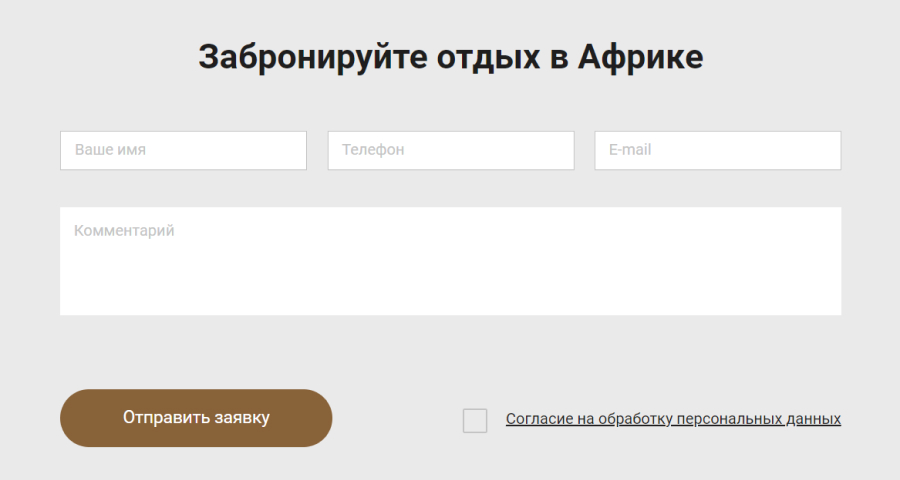 Забронируйте отдых в Африке
Ваше имя
Телефон
E-mail
Комментарий
Отправить заявку
Согласие на обработку персональных данных